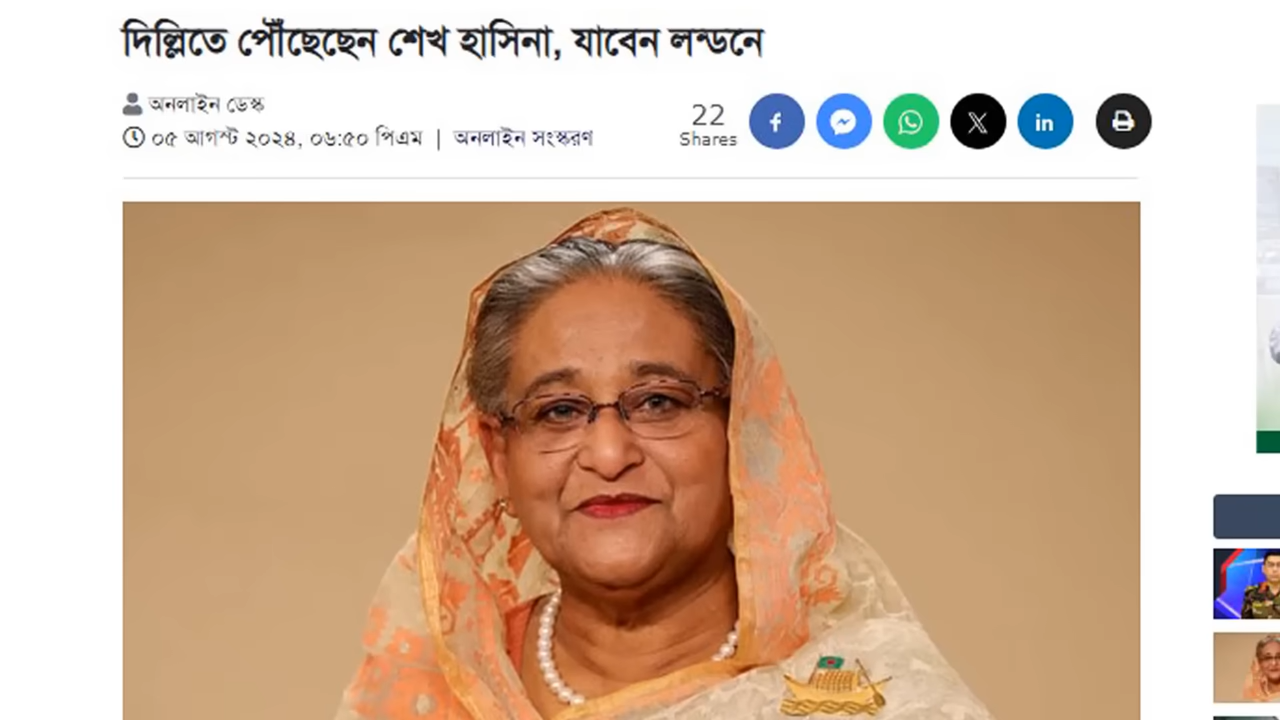 দিল্লিতে পৌঁছেছেন শেখ হাসিনা, যাবেন লন্ডনে
অনলাইন ডেস্ক
22
Shares
০৫ আগস্ট ২০২৪, ০৬:৫০ পিএম | অনলাইন সংস্করণ